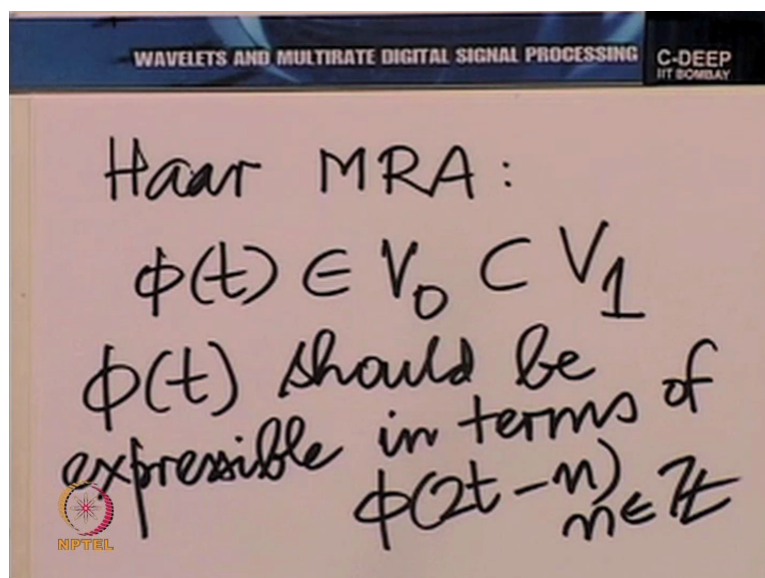 WAVELETS AND MULTIRATE DIGITAL SIGNAL PROCESSING
C-DEEP
IIT BOMBAY
Haar MRA :
ϕ(t) ∈ V₀ ⊂ V₁
ϕ(t) should be
expressible in terms of
ϕ(2t - n)
n ∈ ℤ
NPTEL